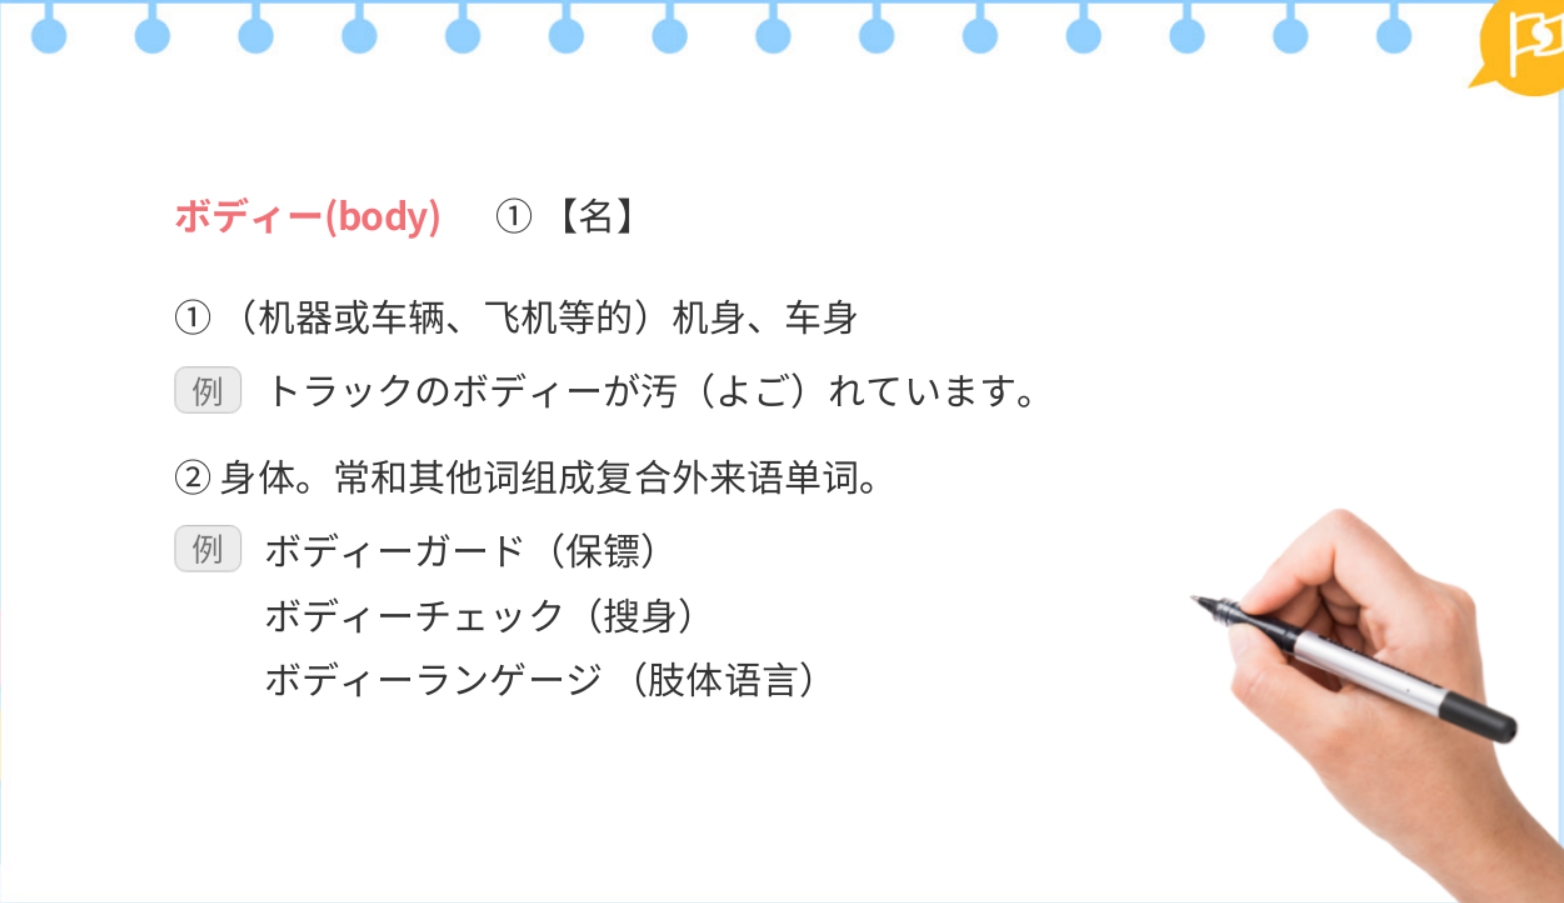 ボディー(body) ① 【名】
① （机器或车辆、飞机等的）机身、车身
例 トラックのボディーが汚（よご）れています。
② 身体。常和其他词组成复合外来语单词。
例 ボディーガード（保镖）
ボディーチェック（搜身）
ボディーランゲージ （肢体语言）